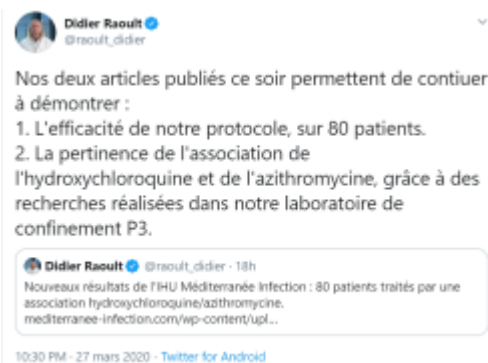 Didier Raoult
@raoult_didier
Nos deux articles publiés ce soir permettent de contiuer
à démontrer :
1. L'efficacité de notre protocole, sur 80 patients.
2. La pertinence de l'association de
l'hydroxychloroquine et de l'azithromycine, grâce à des
recherches réalisées dans notre laboratoire de
confinement P3.
Didier Raoult @raoult_didier · 18h
Nouveaux résultats de l'IHU Méditerranée Infection : 80 patients traités par une
association hydroxychloroquine/azithromycine.
mediterranee-infection.com/wp-content/upl...
10:30 PM · 27 mars 2020 · Twitter for Android